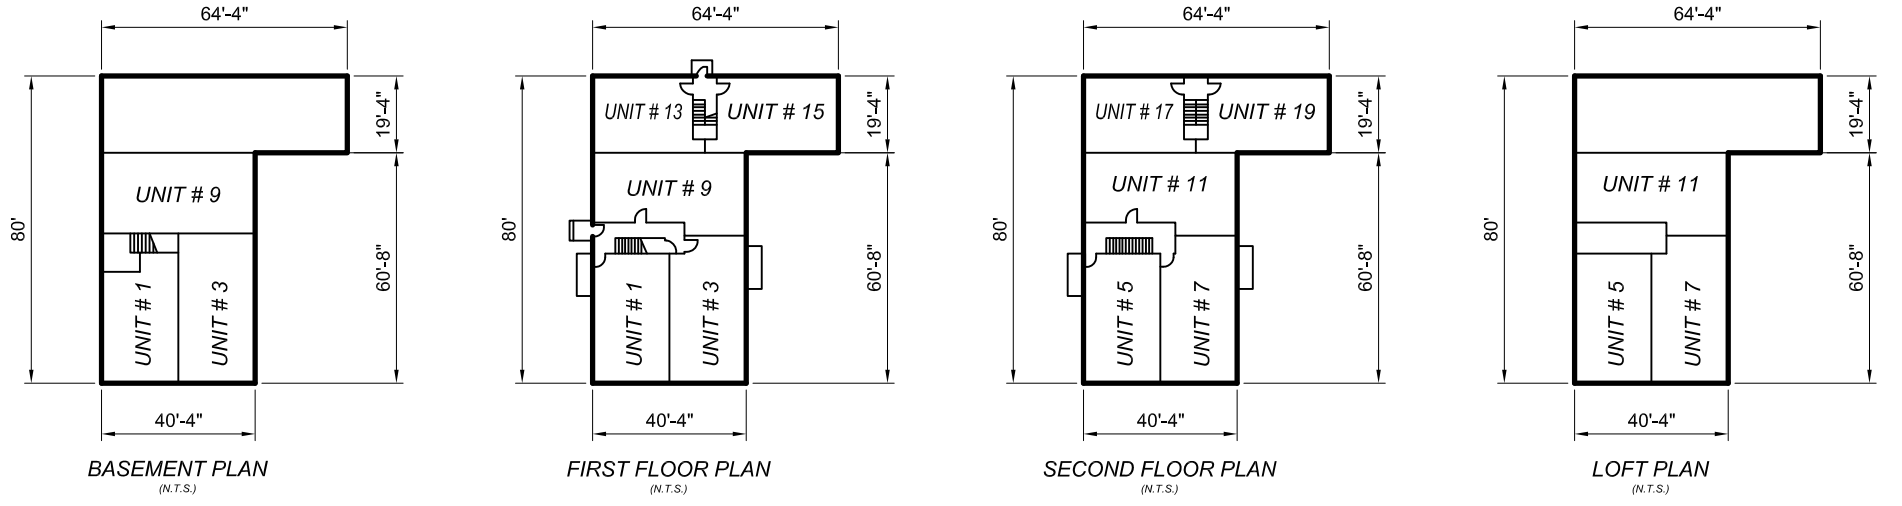 64'-4"
80'
19'-4"
60'-8"
UNIT # 9
UNIT # 1
UNIT # 3
40'-4"
BASEMENT PLAN
(N.T.S.)
64'-4"
80'
19'-4"
60'-8"
UNIT # 13
UNIT # 15
UNIT # 9
UNIT # 1
UNIT # 3
40'-4"
FIRST FLOOR PLAN
(N.T.S.)
64'-4"
80'
19'-4"
60'-8"
UNIT # 17
UNIT # 19
UNIT # 11
UNIT # 5
UNIT # 7
40'-4"
SECOND FLOOR PLAN
(N.T.S.)
64'-4"
80'
19'-4"
60'-8"
UNIT # 11
UNIT # 5
UNIT # 7
40'-4"
LOFT PLAN
(N.T.S.)